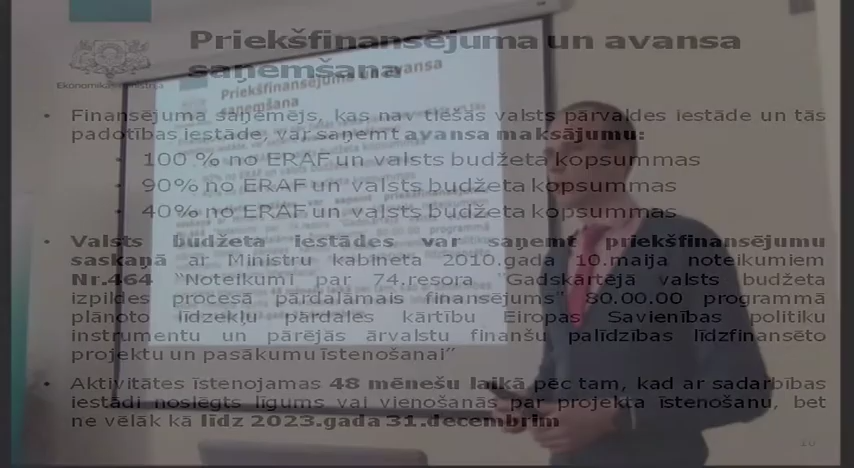 Priekšfinansējuma un avansa
saņemšana
Ekonomikas ministrija
• Finansējuma saņēmējs, kas nav tiešās valsts pārvaldes iestāde un tās
padotības iestāde, var saņemt avansa maksājumu:
• 100 % no ERAF un valsts budžeta kopsummas
• 90% no ERAF un valsts budžeta kopsummas
• 40% no ERAF un valsts budžeta kopsummas
• Valsts budžeta iestādes var saņemt priekšfinansējumu
saskaņā ar Ministru kabineta 2010.gada 10.maija noteikumiem
Nr.464 "Noteikumi par 74.resora "Gadskārtējā valsts budžeta
izpildes procesā pārdalāmais finansējums" 80.00.00 programmā
plānoto līdzekļu pārdales kārtību Eiropas Savienības politiku
instrumentu un pārējās ārvalstu finanšu palīdzības līdzfinansēto
projektu un pasākumu īstenošanai"
• Aktivitātes īstenojamas 48 mēnešu laikā pēc tam, kad ar sadarbības
iestādi noslēgts līgums vai vienošanās par projekta īstenošanu, bet
ne vēlāk kā līdz 2023.gada 31.decembrim
Priekšfinansējuma un avansa
saņemšana